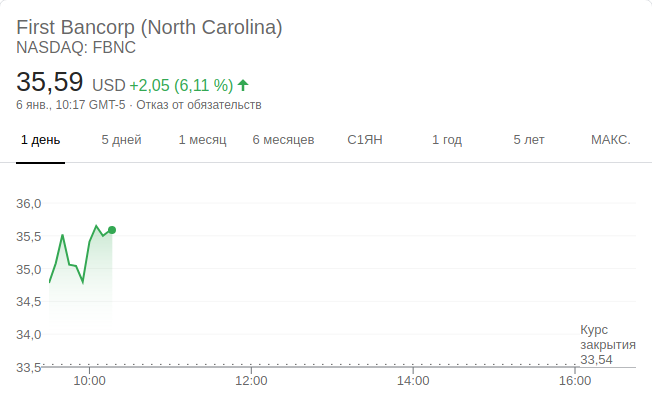 First Bancorp (North Carolina)
NASDAQ: FBNC
35,59 USD +2,05 (6,11 %)
6 янв., 10:17 GMT-5 · Отказ от обязательств
1 день 5 дней 1 месяц 6 месяцев С1ЯН 1 год 5 лет МАКС.
36,0
35,5
35,0
34,5
34,0
33,5
Курс
закрытия
33,54
10:00 12:00 14:00 16:00